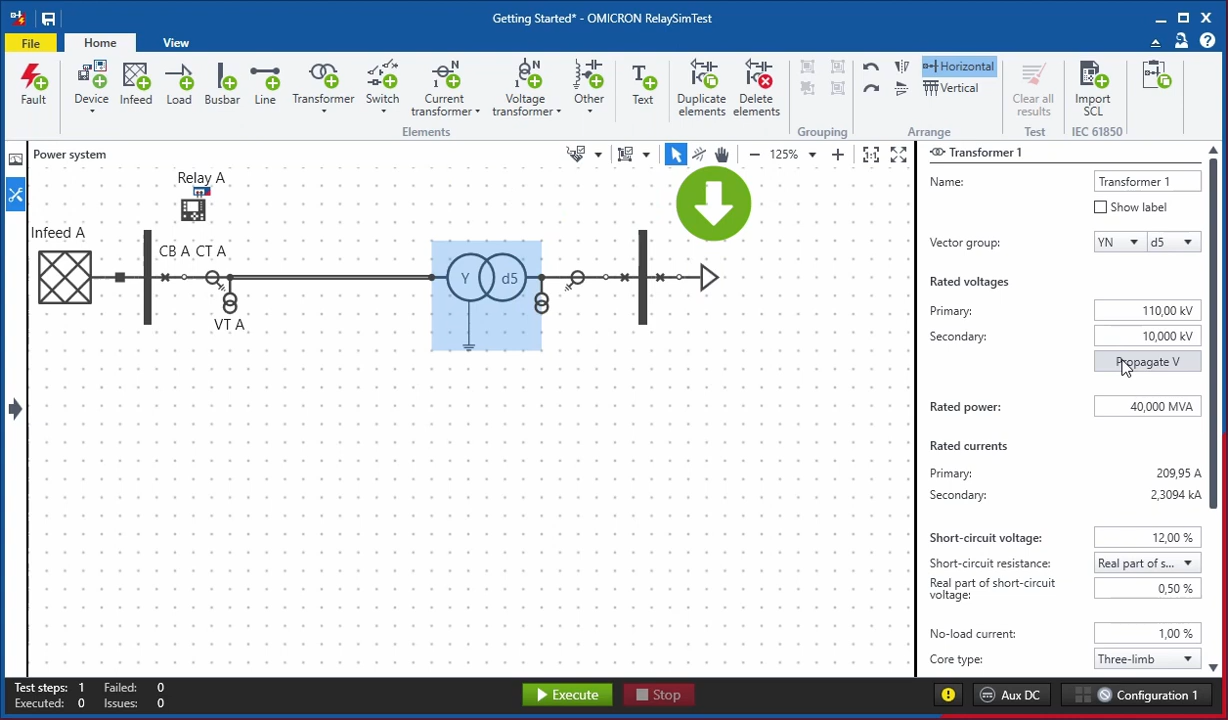 Getting Started* - OMICRON RelaySimTest
File
Home
View
Fault
Device
Infeed
Load
Busbar
Line
Transformer
Switch
Current
transformer
Voltage
transformer
Other
Text
Duplicate
elements
Delete
elements
Horizontal
Vertical
Clear all
results
Import
SCL
Elements
Grouping
Arrange
Test
IEC 61850
Power system
125%
Relay A
Infeed A
CB A CT A
VT A
Y
d5
Transformer 1
Name:
Transformer 1
Show label
Vector group:
YN
d5
Rated voltages
Primary:
110,00 kV
Secondary:
10,000 kV
Propagate V
Rated power:
40,000 MVA
Rated currents
Primary:
209,95 A
Secondary:
2,3094 kA
Short-circuit voltage:
12,00 %
Short-circuit resistance:
Real part of s...
Real part of short-circuit
voltage:
0,50 %
No-load current:
1,00 %
Core type:
Three-limb
Test steps: 1 Failed: 0
Executed: 0 Issues: 0
Execute
Stop
Aux DC
Configuration 1